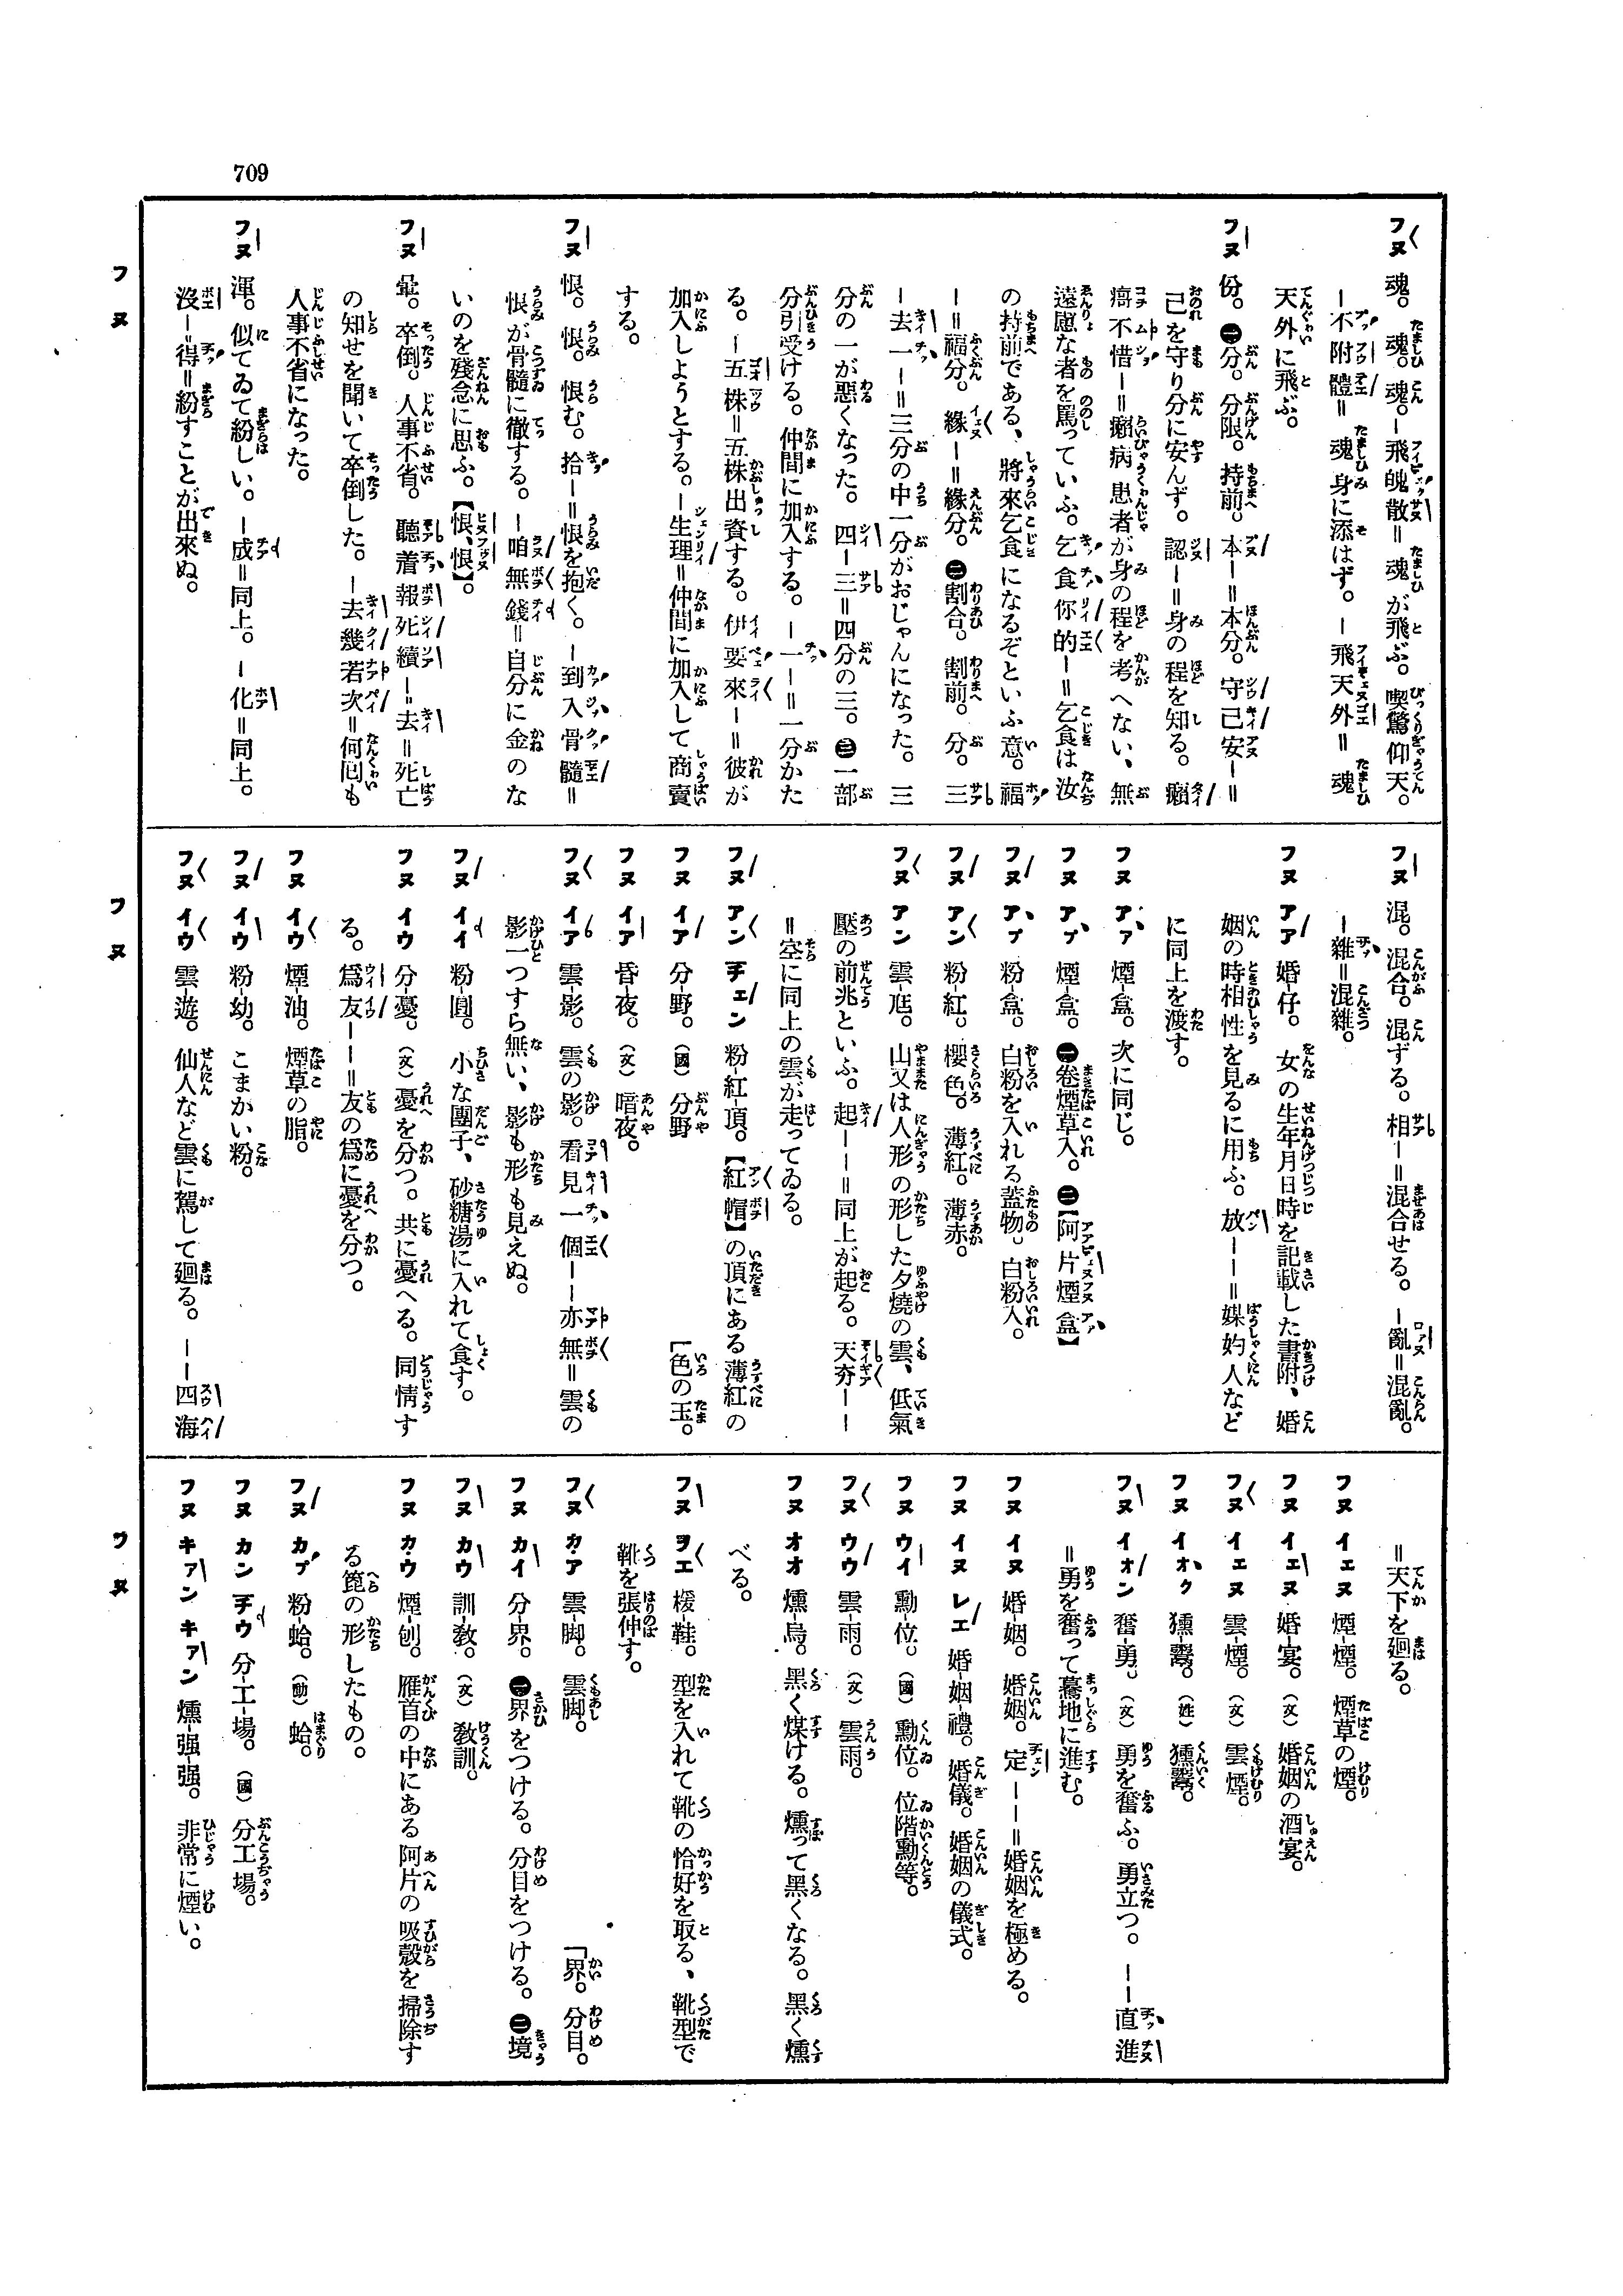 709
フヌ 魂。魂。魂。―飛魄散＝魂が飛ぶ。喫驚仰天。
―不附體＝魂身に添はず。―飛天外＝魂
天外に飛ぶ。
フヌ 份。㊀分。分限。持前。本―＝本分。守己安―＝
己を守り分に安んず。認―＝身の程を知る。癩
㾗不惜―＝癩病患者が身の程を考へない、無
遠慮な者を罵っていふ。乞食你的―＝乞食は汝
の持前である、將來乞食になるぞといふ意。福
―＝福分。緣―＝緣分。㊁割合。割前。分。三
―去一―＝三分の中一分がおじゃんになった。三
分の一が惡くなった。四―三＝四分の三。㊂一部
分引受ける。仲間に加入する。―一―＝一分かた
る。―五株＝五株出資する。伊要來―＝彼が
加入しようとする。―生理＝仲間に加入して商賣
する。
フヌ 恨。恨。恨む。拾―＝恨を抱く。―到入骨髓＝
恨が骨髓に徹する。―咱無錢＝自分に金のな
いのを殘念に思ふ。【恨、恨】。
フヌ 暈。卒倒。人事不省。聽着報死續―去＝死亡
の知せを聞いて卒倒した。―去幾若次＝何囘も
人事不省になった。
フヌ 渾。似てゐて紛しい。―成＝同上。―化＝同上。
沒―得＝紛すことが出來ぬ。
フヌ
フヌ 混。混合。混ずる。相―＝混合せる。―亂＝混亂。
―雜＝混雜。
フヌ アア 婚-仔。女の生年月日時を記載した書附、婚
姻の時相性を見るに用ふ。放――＝媒妁人など
に同上を渡す。
フヌ アァ 煙-盒。次に同じ。
フヌ アプ 煙-盒。㊀卷煙草入。㊁【阿片煙盒】
フヌ アプ 粉-盒。白粉を入れる蓋物。白粉入。
フヌ アン 粉-紅。櫻色。薄紅。薄赤。
フヌ アン 雲-尫。山又は人形の形した夕燒の雲、低氣
壓の前兆といふ。起――＝同上が起る。天夯――
＝空に同上の雲が走ってゐる。
フヌ アン チェン 粉-紅-頂。【紅帽】の頂にある薄紅の
フヌ イア 分-野。（國）分野 ［色の玉。
フヌ イア 昏-夜。（文）暗夜。
フヌ イア 雲-影。雲の影。看見一個――亦無＝雲の
影一つすら無い、影も形も見えぬ。
フヌ イイ 粉-圓。小な團子、砂糖湯に入れて食す。
フヌ イウ 分-憂。（文）憂を分つ。共に憂へる。同情す
る。爲友――＝友の爲に憂を分つ。
フヌ イウ 煙-油。煙草の脂。
フヌ イウ 粉-幼。こまかい粉。
フヌ イウ 雲-遊。仙人など雲に駕して廻る。――四海
フヌ
＝天下を廻る。
フヌ イェヌ 煙-煙。煙草の煙。
フヌ イェヌ 婚-宴。（文）婚姻の酒宴。
フヌ イェヌ 雲-煙。（文）雲煙。
フヌ イオク 獯-鬻。（姓）獯鬻。
フヌ イオン 奮-勇。（文）勇を奮ふ。勇立つ。――直進
＝勇を奮って驀地に進む。
フヌ イヌ 婚-姻。婚姻。定――＝婚姻を極める。
フヌ イヌ レエ 婚-姻-禮。婚儀。婚姻の儀式。
フヌ ウイ 勳-位。（國）勳位。位階勳等。
フヌ ウウ 雲-雨。（文）雲雨。
フヌ オオ 燻-烏。黑く煤ける。燻って黑くなる。黑く燻
べる。
フヌ ヲエ 楥-鞋。型を入れて靴の恰好を取る、靴型で
靴を張伸す。
フヌ カア 雲-脚。雲脚。 ［界。分目。
フヌ カイ 分-界。㊀界をつける。分目をつける。㊁境
フヌ カウ 訓-敎。（文）敎訓。
フヌ カウ 煙-刨。雁首の中にある阿片の吸殼を掃除す
る篦の形したもの。
フヌ カプ 粉-蛤。（動）蛤。
フヌ カン チウ 分-工-場。（國）分工場。
フヌ キァン キァン 燻-强-强。非常に煙い。
フヌ